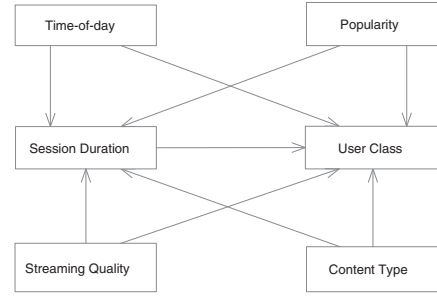 Time-of-day
Popularity
Session Duration
User Class
Streaming Quality
Content Type